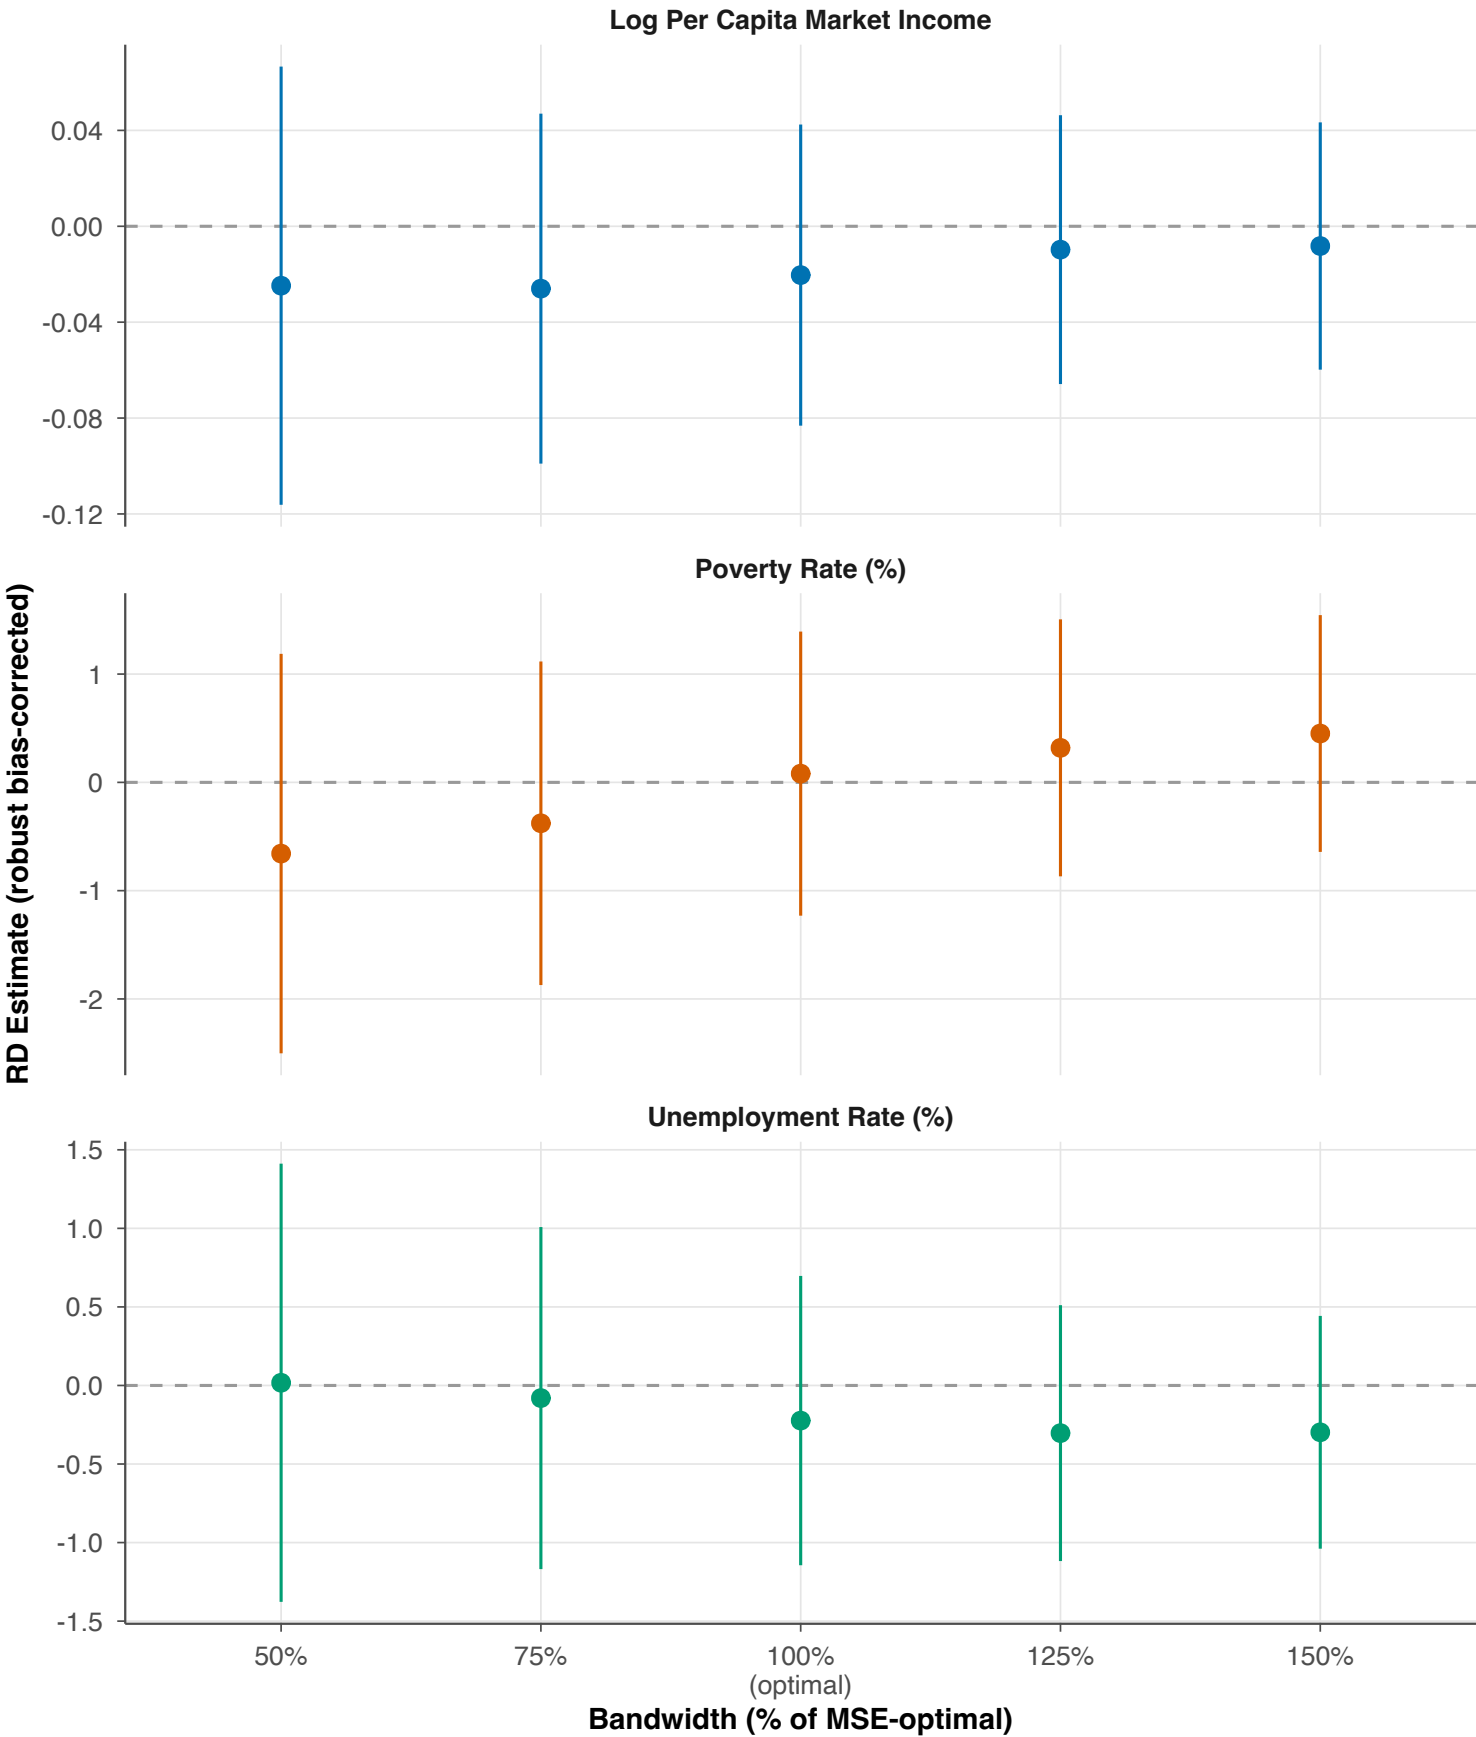 Log Per Capita Market Income
0.04
0.00
-0.04
-0.08
-0.12
Poverty Rate (%)
1
0
-1
-2
RD Estimate (robust bias-corrected)
Unemployment Rate (%)
1.5
1.0
0.5
0.0
-0.5
-1.0
-1.5
50% 75% 100% 125% 150%
(optimal)
Bandwidth (% of MSE-optimal)